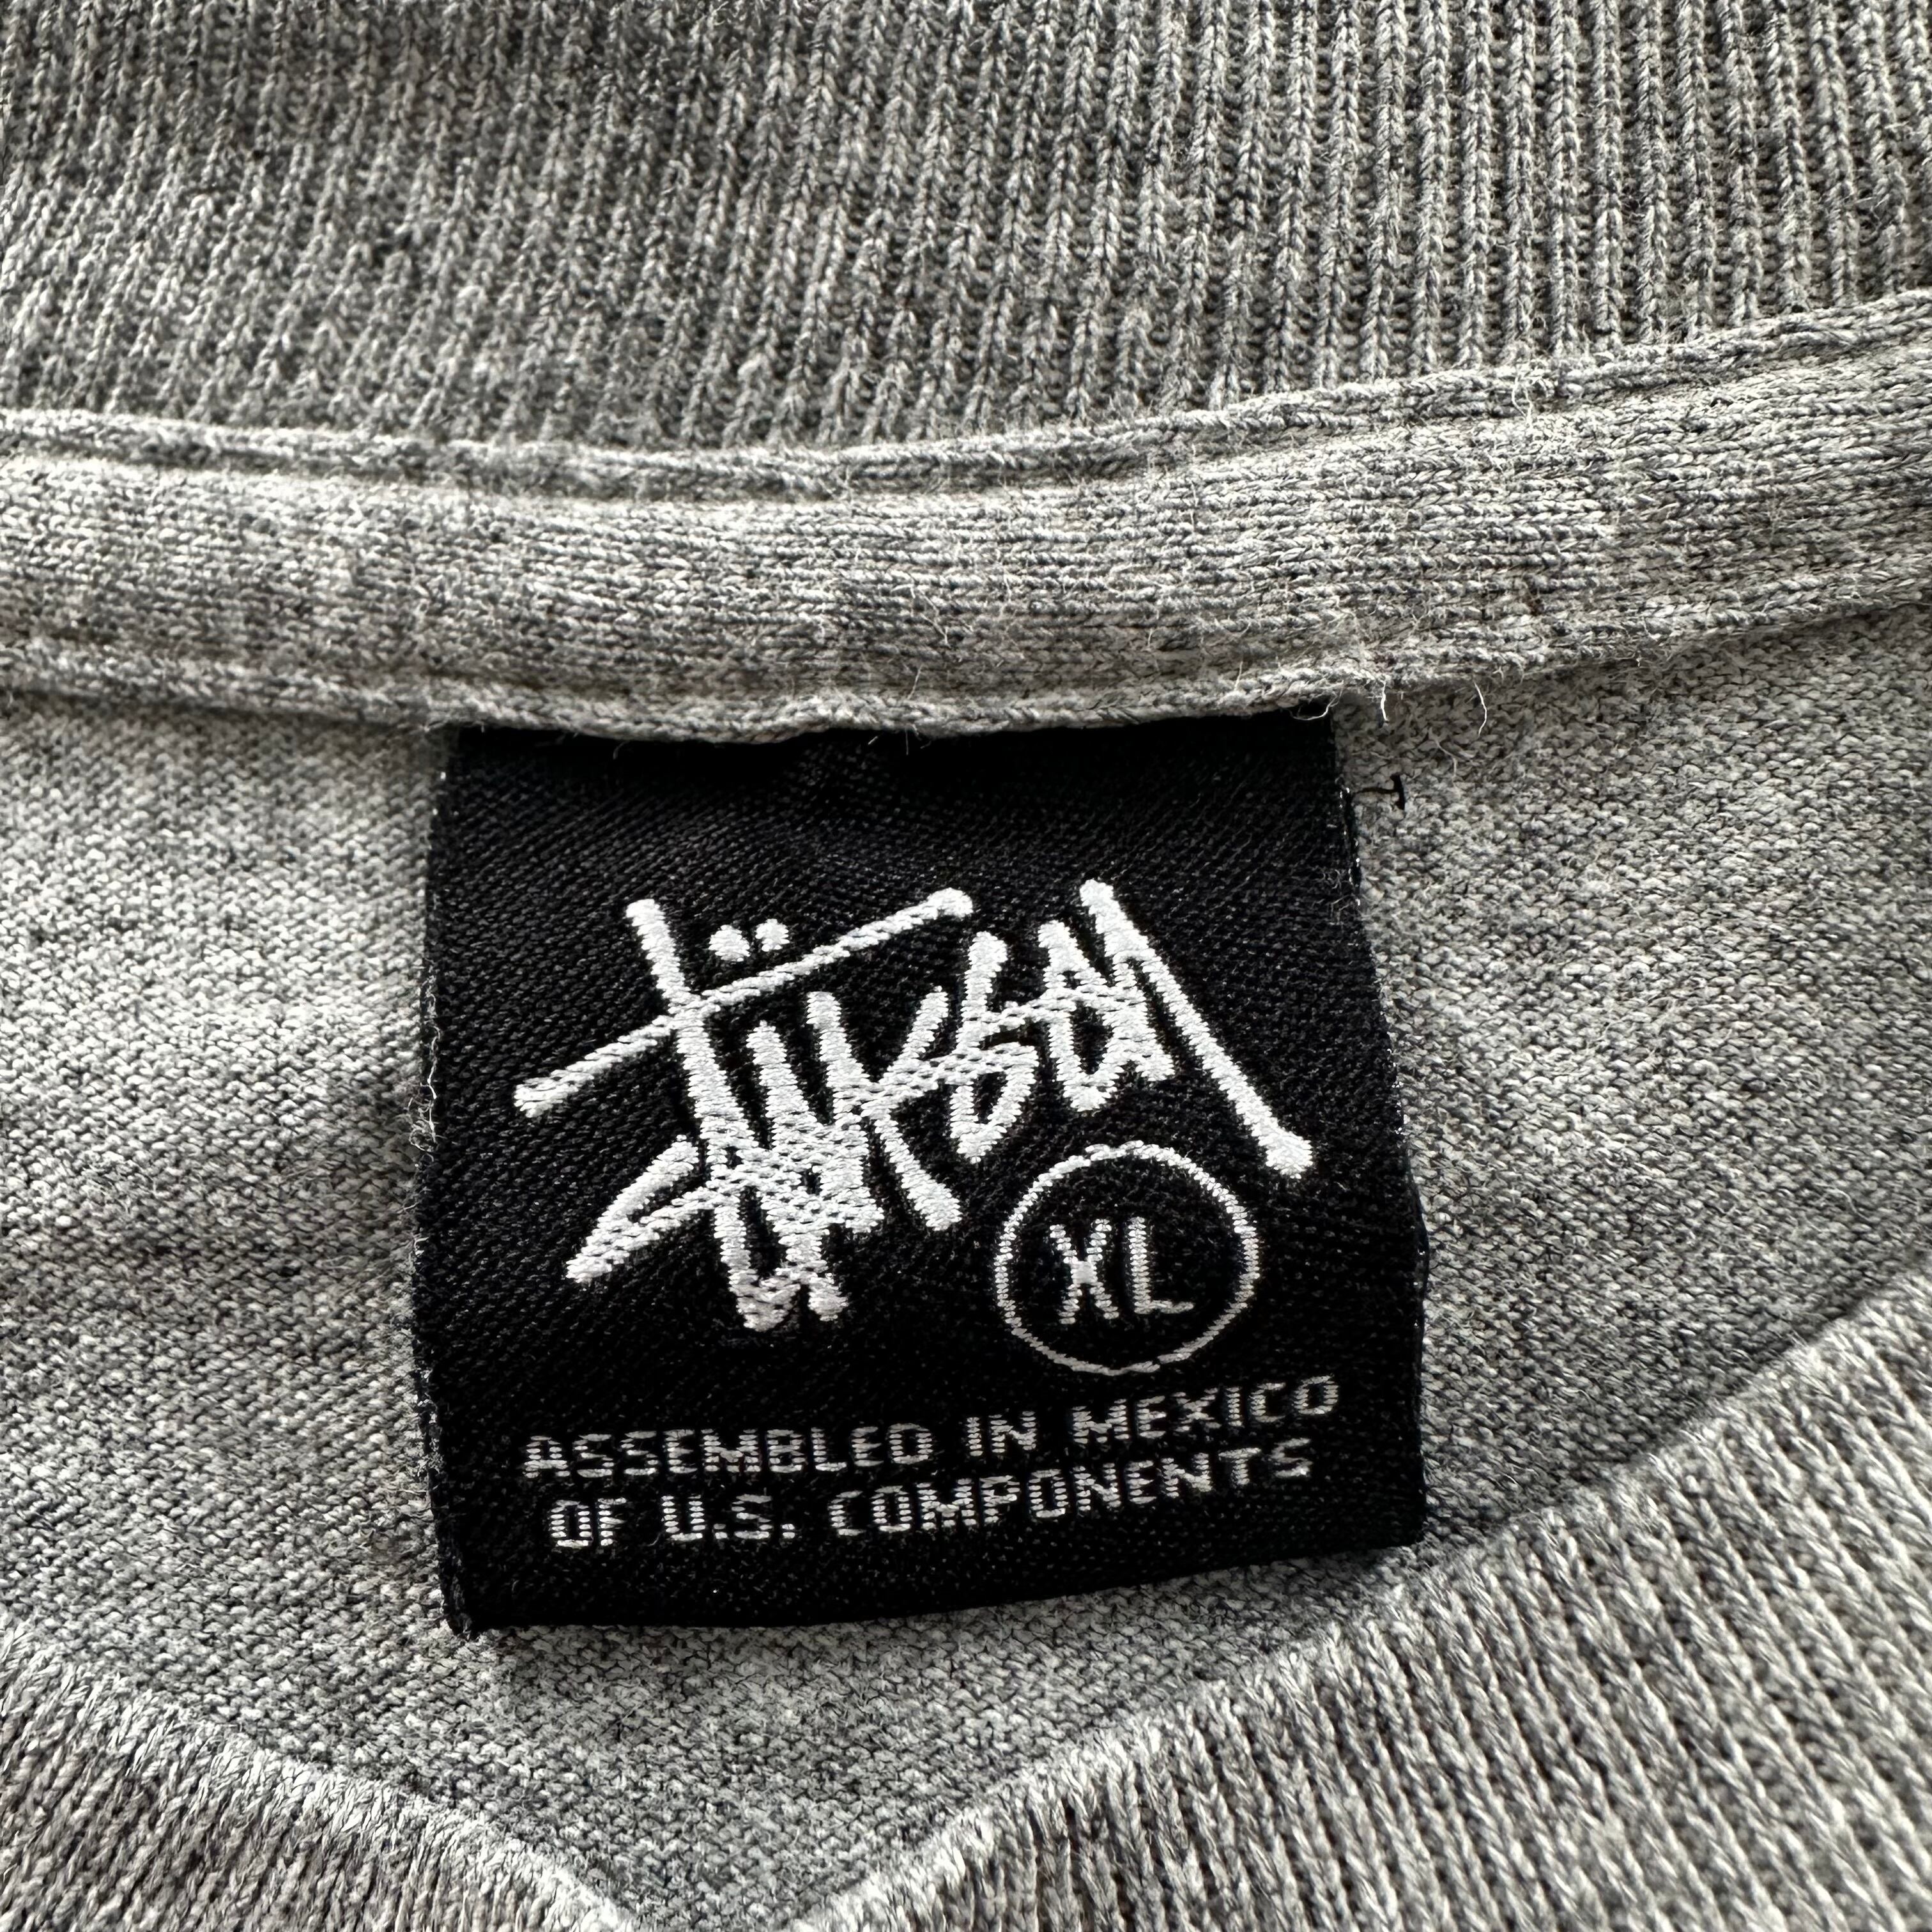 Stüssy
XL
ASSEMBLED IN MEXICO
OF U.S. COMPONENTS